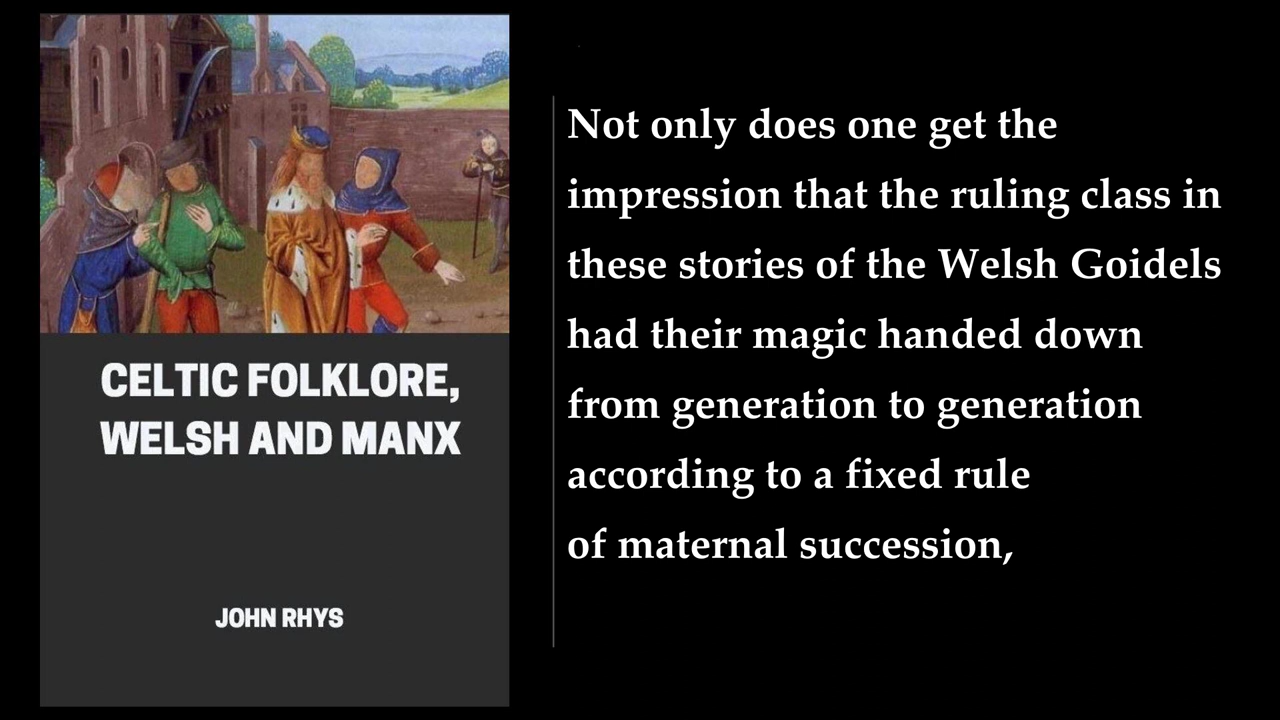 CELTIC FOLKLORE,
WELSH AND MANX
JOHN RHYS
Not only does one get the
impression that the ruling class in
these stories of the Welsh Goidels
had their magic handed down
from generation to generation
according to a fixed rule
of maternal succession,